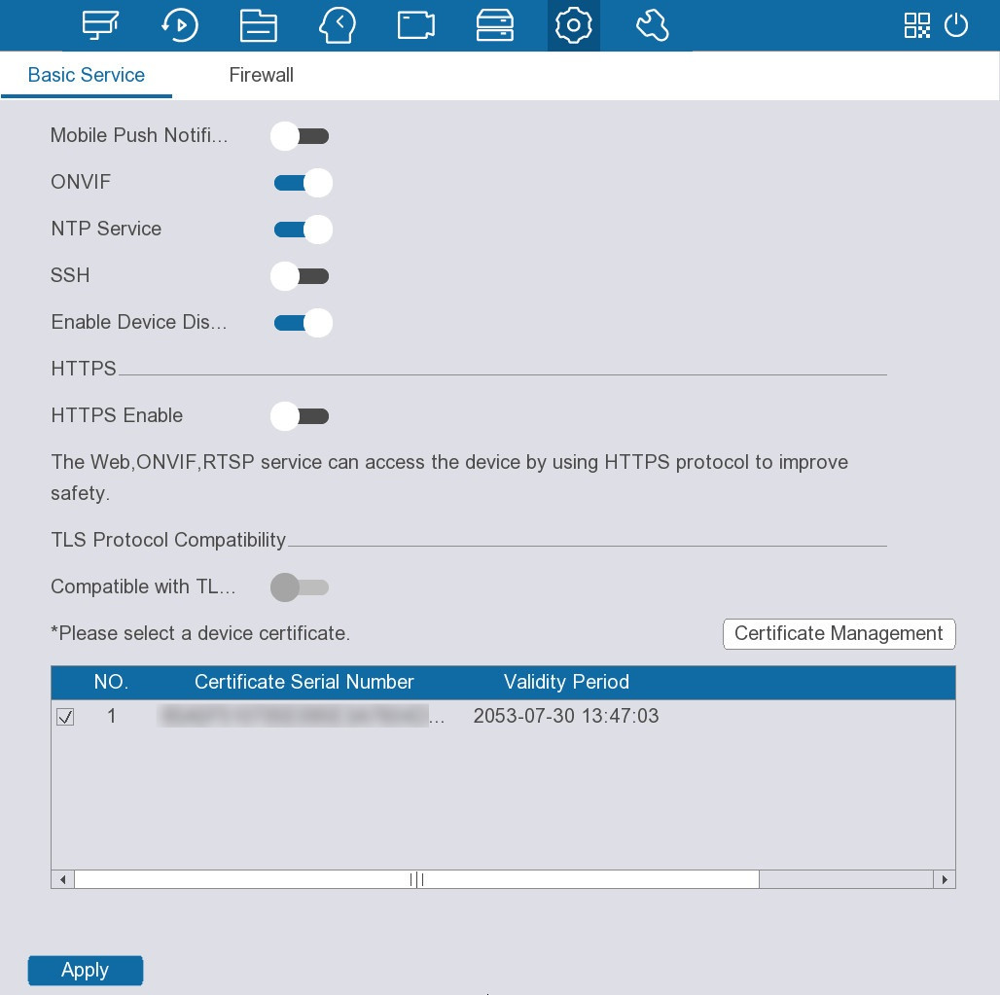 Basic Service Firewall
Mobile Push Notifi...
ONVIF
NTP Service
SSH
Enable Device Dis...
HTTPS
HTTPS Enable
The Web,ONVIF,RTSP service can access the device by using HTTPS protocol to improve
safety.
TLS Protocol Compatibility
Compatible with TL...
*Please select a device certificate. Certificate Management
NO. Certificate Serial Number Validity Period
1 ... 2053-07-30 13:47:03
Apply